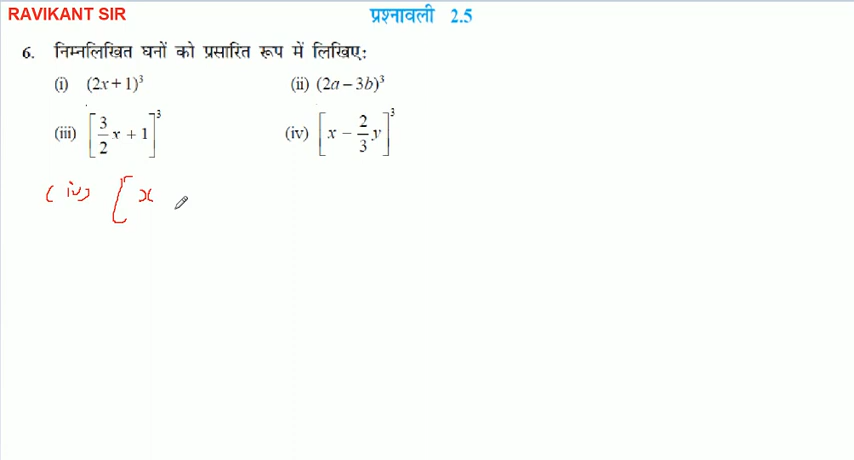 RAVIKANT SIR
प्रश्नावली 2.5
6. निम्नलिखित घनों को प्रसारित रूप में लिखिए:
(i) (2x + 1)³ (ii) (2a – 3b)³
(iii) [3/2 x + 1]³ (iv) [x – 2/3 y]³
(iv) [x